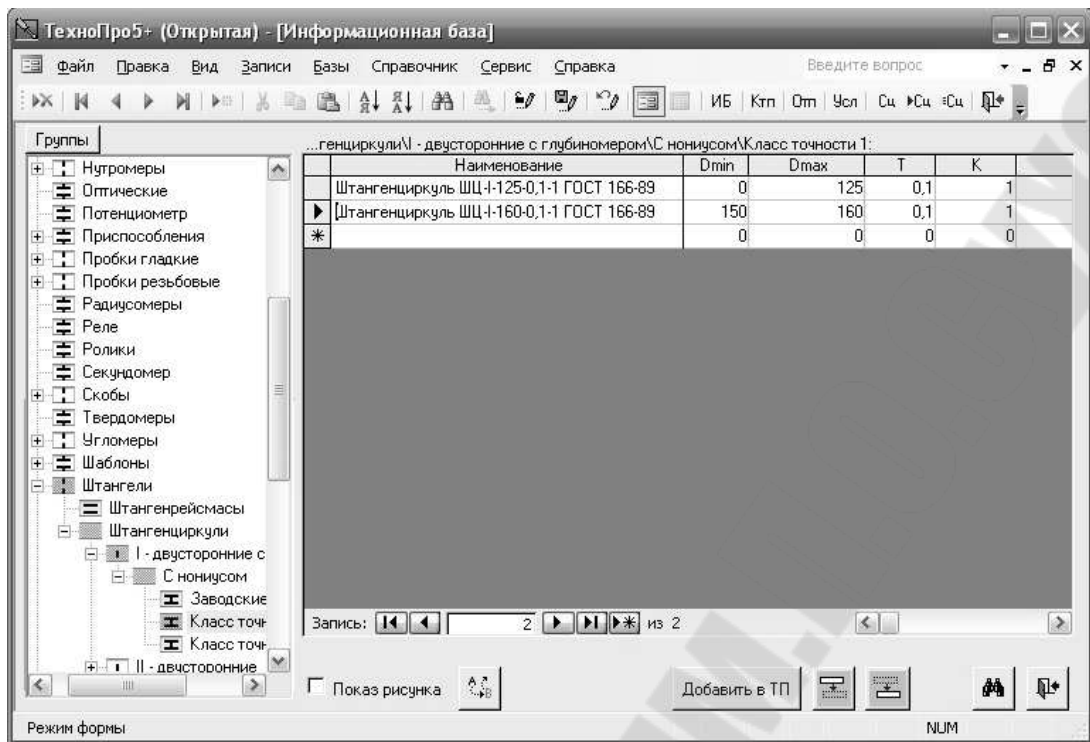 ТехноПро5+ (Открытая) - [Информационная база]
Файл Правка Вид Записи Базы Справочник Сервис Справка Введите вопрос
ИБ Ктп Оm Усл Сц Сц Сц
Группы
...генциркули\I - двусторонние с глубиномером\С нониусом\Класс точности 1:
Нутромеры
Оптические
Потенциометр
Приспособления
Пробки гладкие
Пробки резьбовые
Радиусомеры
Реле
Ролики
Секундомер
Скобы
Твердомеры
Угломеры
Шаблоны
Штангели
Штангенрейсмасы
Штангенциркули
I - двусторонние с
С нониусом
Заводские
Класс точн
Класс точн
II - двусторонние
Наименование Dmin Dmax T K
Штангенциркуль ШЦ-I-125-0,1-1 ГОСТ 166-89 0 125 0,1 1
Штангенциркуль ШЦ-I-160-0,1-1 ГОСТ 166-89 150 160 0,1 1
0 0 0 0
Запись: 2 из 2
Показ рисунка Добавить в ТП
Режим формы NUM